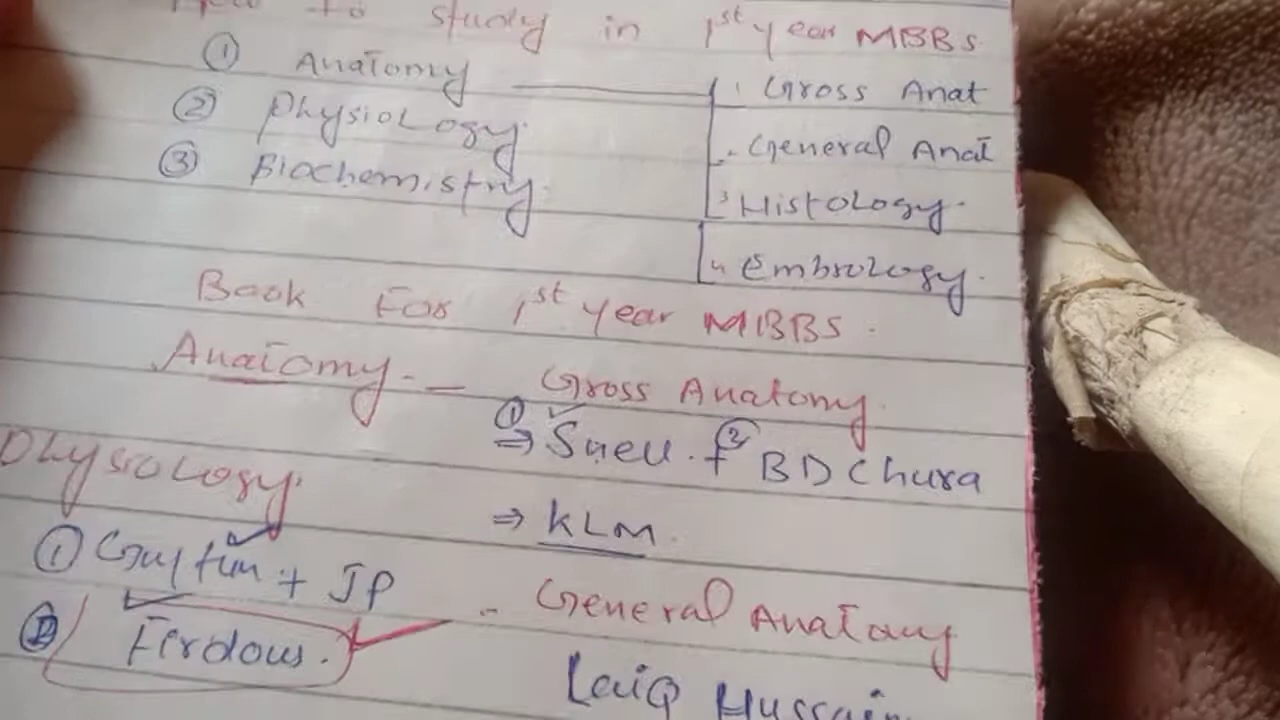 to study in 1st year MBBS
① Anatomy
1 Gross Anat
② Physiology.
. General Anat
③ Biochemistry.
3 Histology.
4 Embrology.
Book For 1st year MBBS.
Anatomy - Gross Anatomy.
① ⇒ Snell. + ② BD Chura
Physiology.
⇒ KLM.
① Guyton + JP
- General Anatomy
② Firdous.
Laiq Hussain